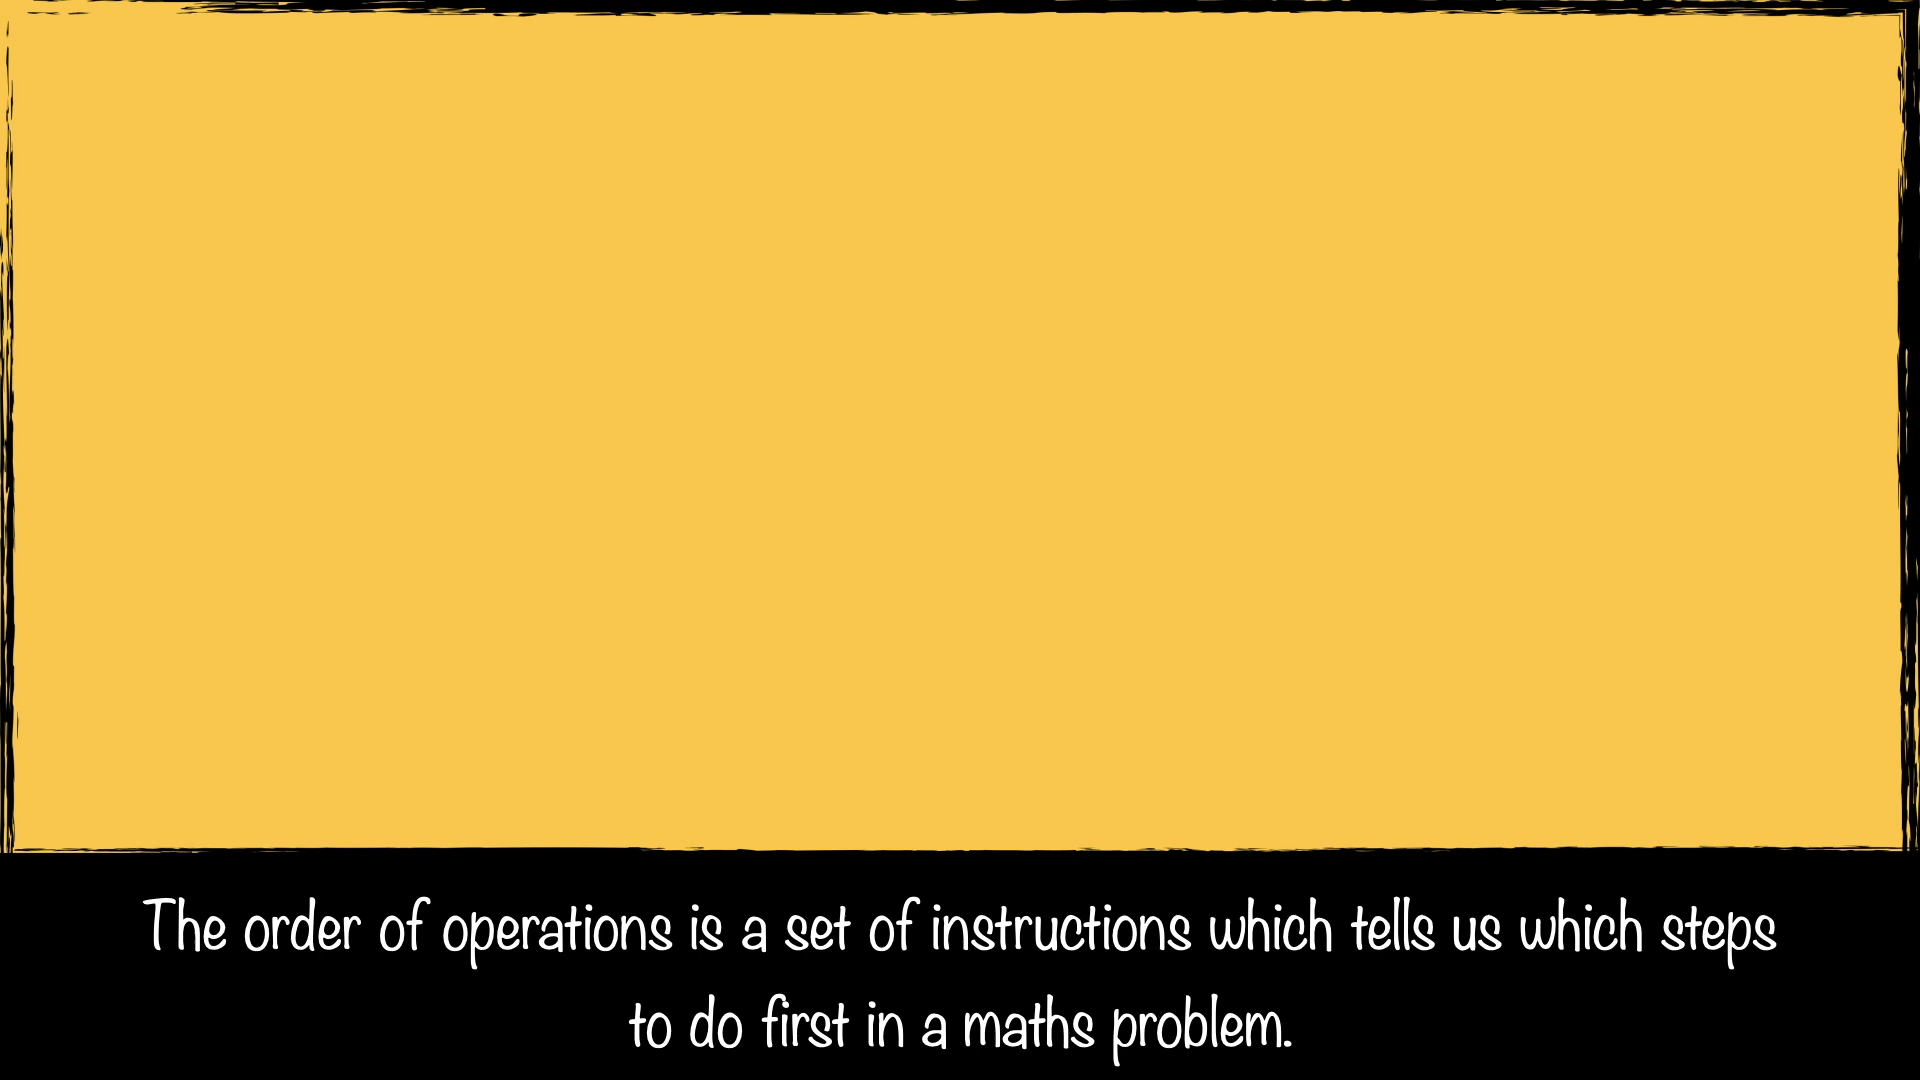 The order of operations is a set of instructions which tells us which steps
to do first in a maths problem.